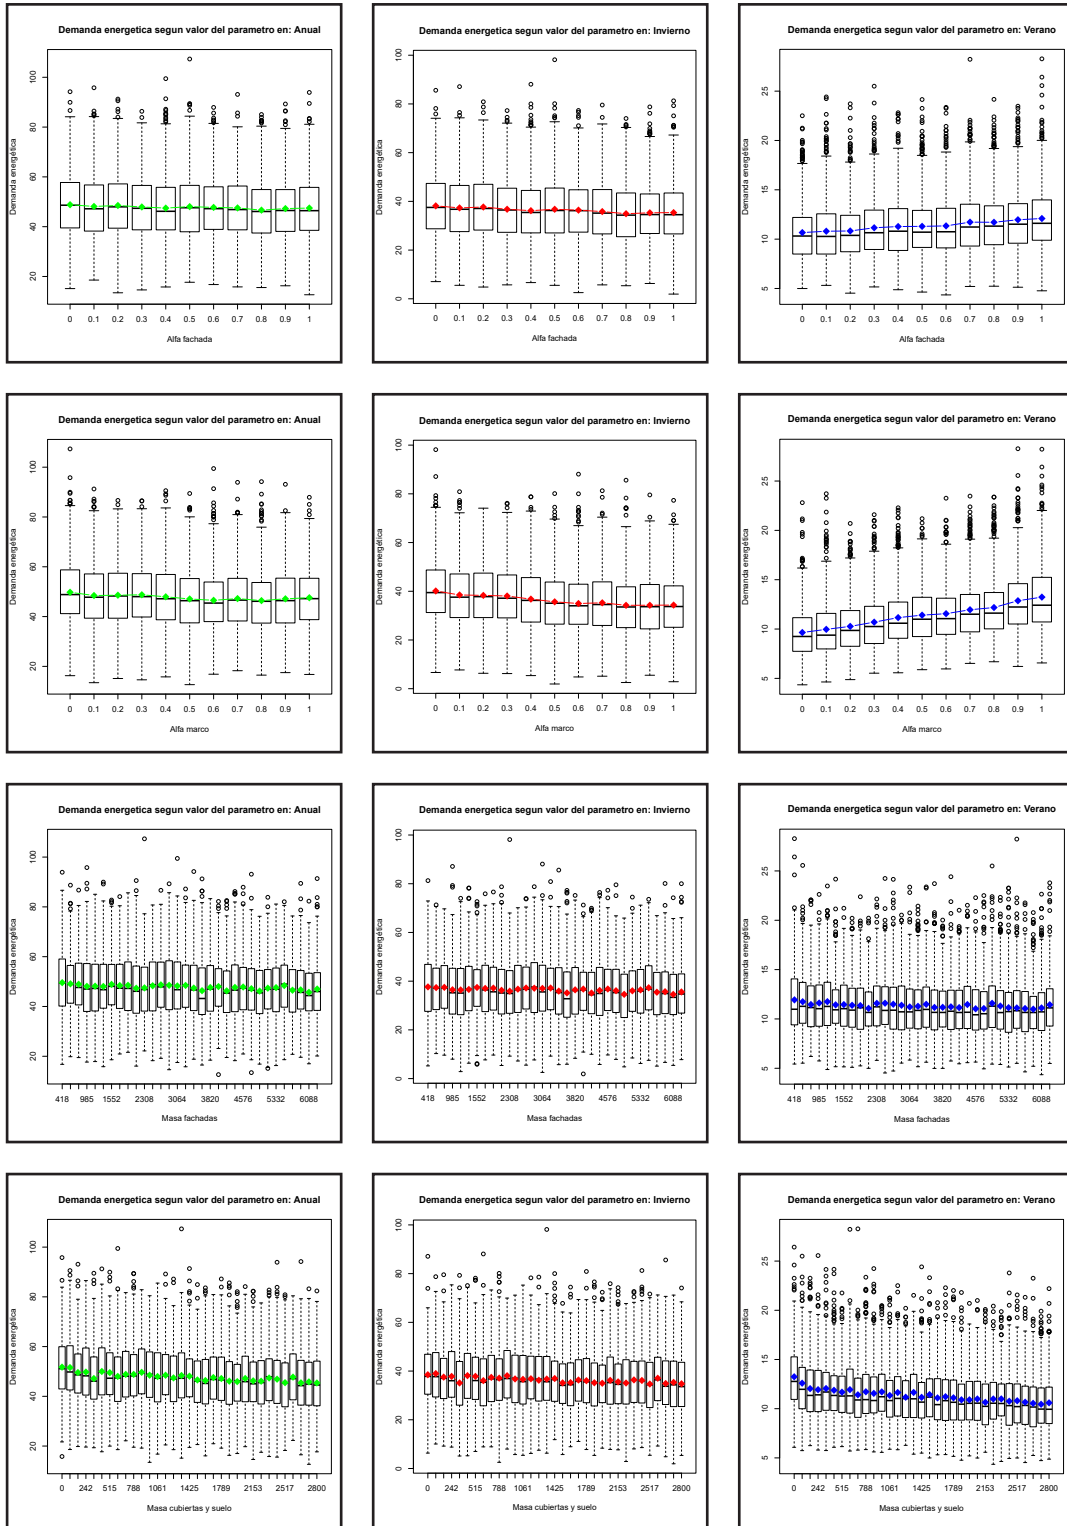 Demanda energetica segun valor del parametro en: Anual
Demanda energética
100
80
60
40
20
0 0.1 0.2 0.3 0.4 0.5 0.6 0.7 0.8 0.9 1
Alfa fachada
Demanda energetica segun valor del parametro en: Invierno
Demanda energética
100
80
60
40
20
0
0 0.1 0.2 0.3 0.4 0.5 0.6 0.7 0.8 0.9 1
Alfa fachada
Demanda energetica segun valor del parametro en: Verano
Demanda energética
25
20
15
10
5
0 0.1 0.2 0.3 0.4 0.5 0.6 0.7 0.8 0.9 1
Alfa fachada
Demanda energetica segun valor del parametro en: Anual
Demanda energética
100
80
60
40
20
0 0.1 0.2 0.3 0.4 0.5 0.6 0.7 0.8 0.9 1
Alfa marco
Demanda energetica segun valor del parametro en: Invierno
Demanda energética
100
80
60
40
20
0
0 0.1 0.2 0.3 0.4 0.5 0.6 0.7 0.8 0.9 1
Alfa marco
Demanda energetica segun valor del parametro en: Verano
Demanda energética
25
20
15
10
5
0 0.1 0.2 0.3 0.4 0.5 0.6 0.7 0.8 0.9 1
Alfa marco
Demanda energetica segun valor del parametro en: Anual
Demanda energética
100
80
60
40
20
418 985 1552 2308 3064 3820 4576 5332 6088
Masa fachadas
Demanda energetica segun valor del parametro en: Invierno
Demanda energética
100
80
60
40
20
0
418 985 1552 2308 3064 3820 4576 5332 6088
Masa fachadas
Demanda energetica segun valor del parametro en: Verano
Demanda energética
25
20
15
10
5
418 985 1552 2308 3064 3820 4576 5332 6088
Masa fachadas
Demanda energetica segun valor del parametro en: Anual
Demanda energética
100
80
60
40
20
0 242 515 788 1061 1425 1789 2153 2517 2800
Masa cubiertas y suelo
Demanda energetica segun valor del parametro en: Invierno
Demanda energética
100
80
60
40
20
0
0 242 515 788 1061 1425 1789 2153 2517 2800
Masa cubiertas y suelo
Demanda energetica segun valor del parametro en: Verano
Demanda energética
25
20
15
10
5
0 242 515 788 1061 1425 1789 2153 2517 2800
Masa cubiertas y suelo